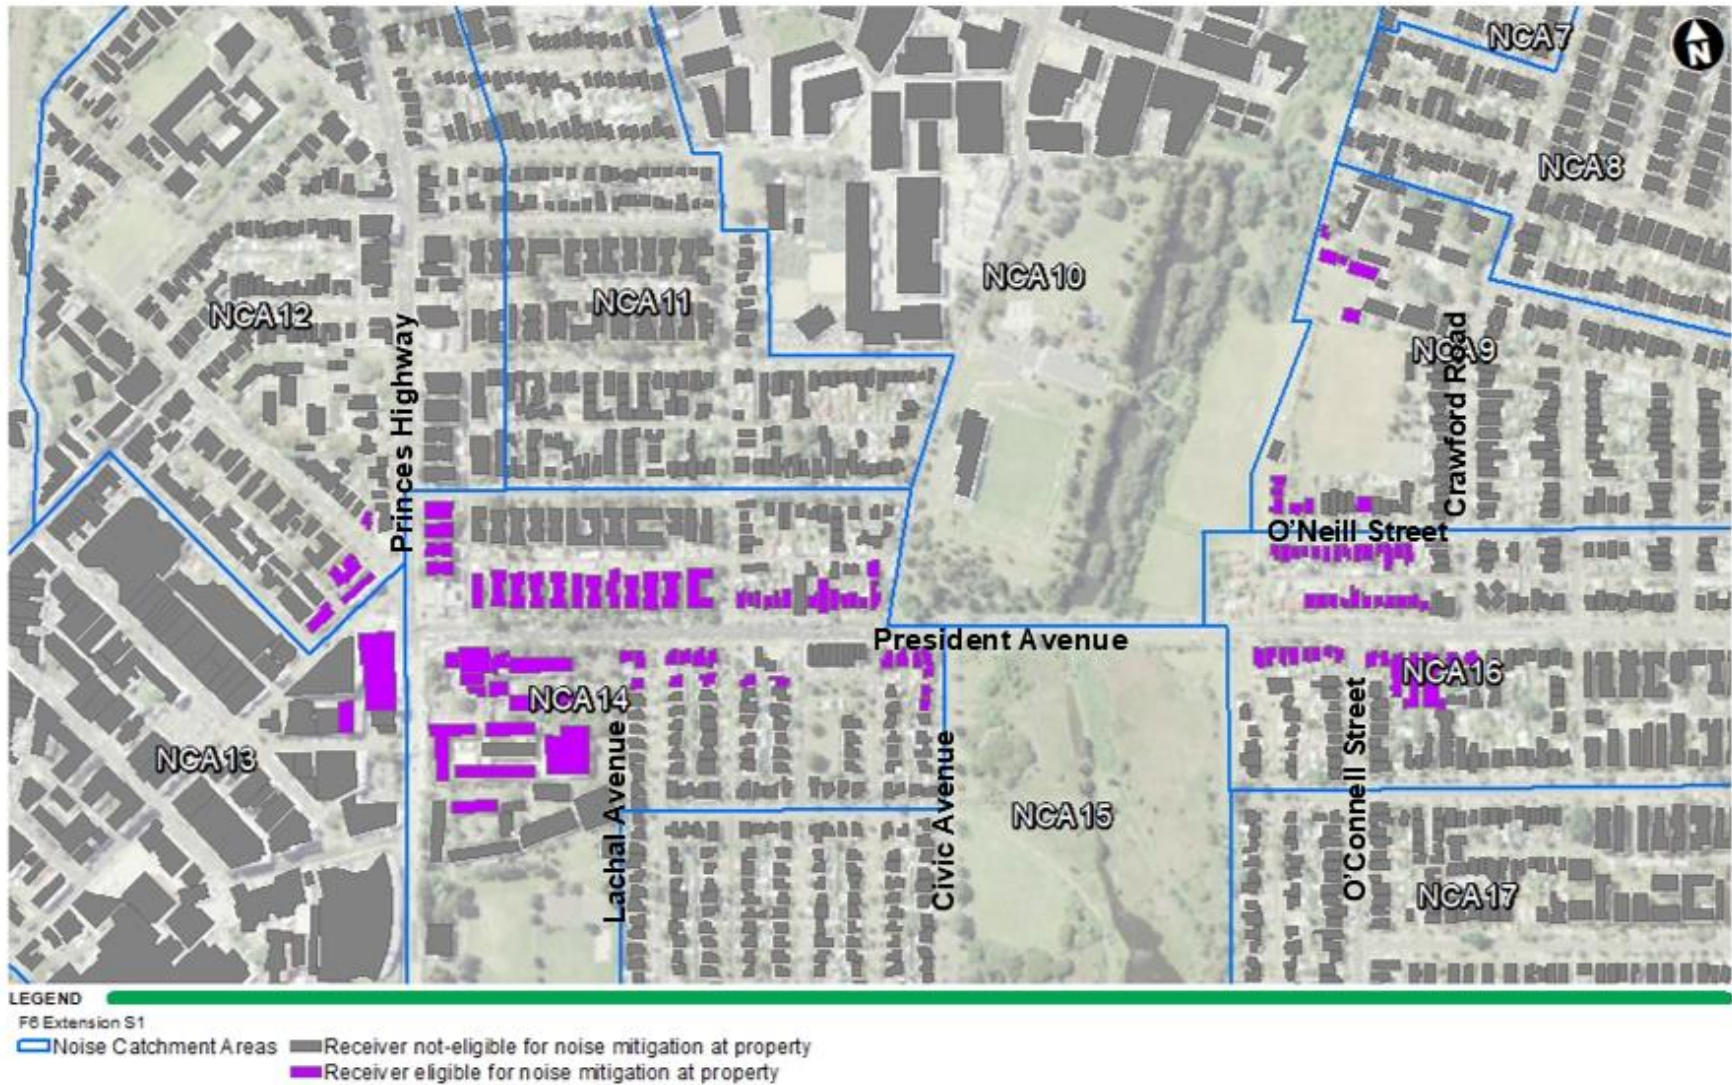 NCA7
N
NCA8
NCA10
NCA11
NCA12
Princes Highway
NCA9
Crawford Road
O'Neill Street
President Avenue
NCA14
NCA16
Lachal Avenue
Civic Avenue
O'Connell Street
NCA13
NCA15
NCA17
LEGEND
F6 Extension S1
Noise Catchment Areas
Receiver not-eligible for noise mitigation at property
Receiver eligible for noise mitigation at property